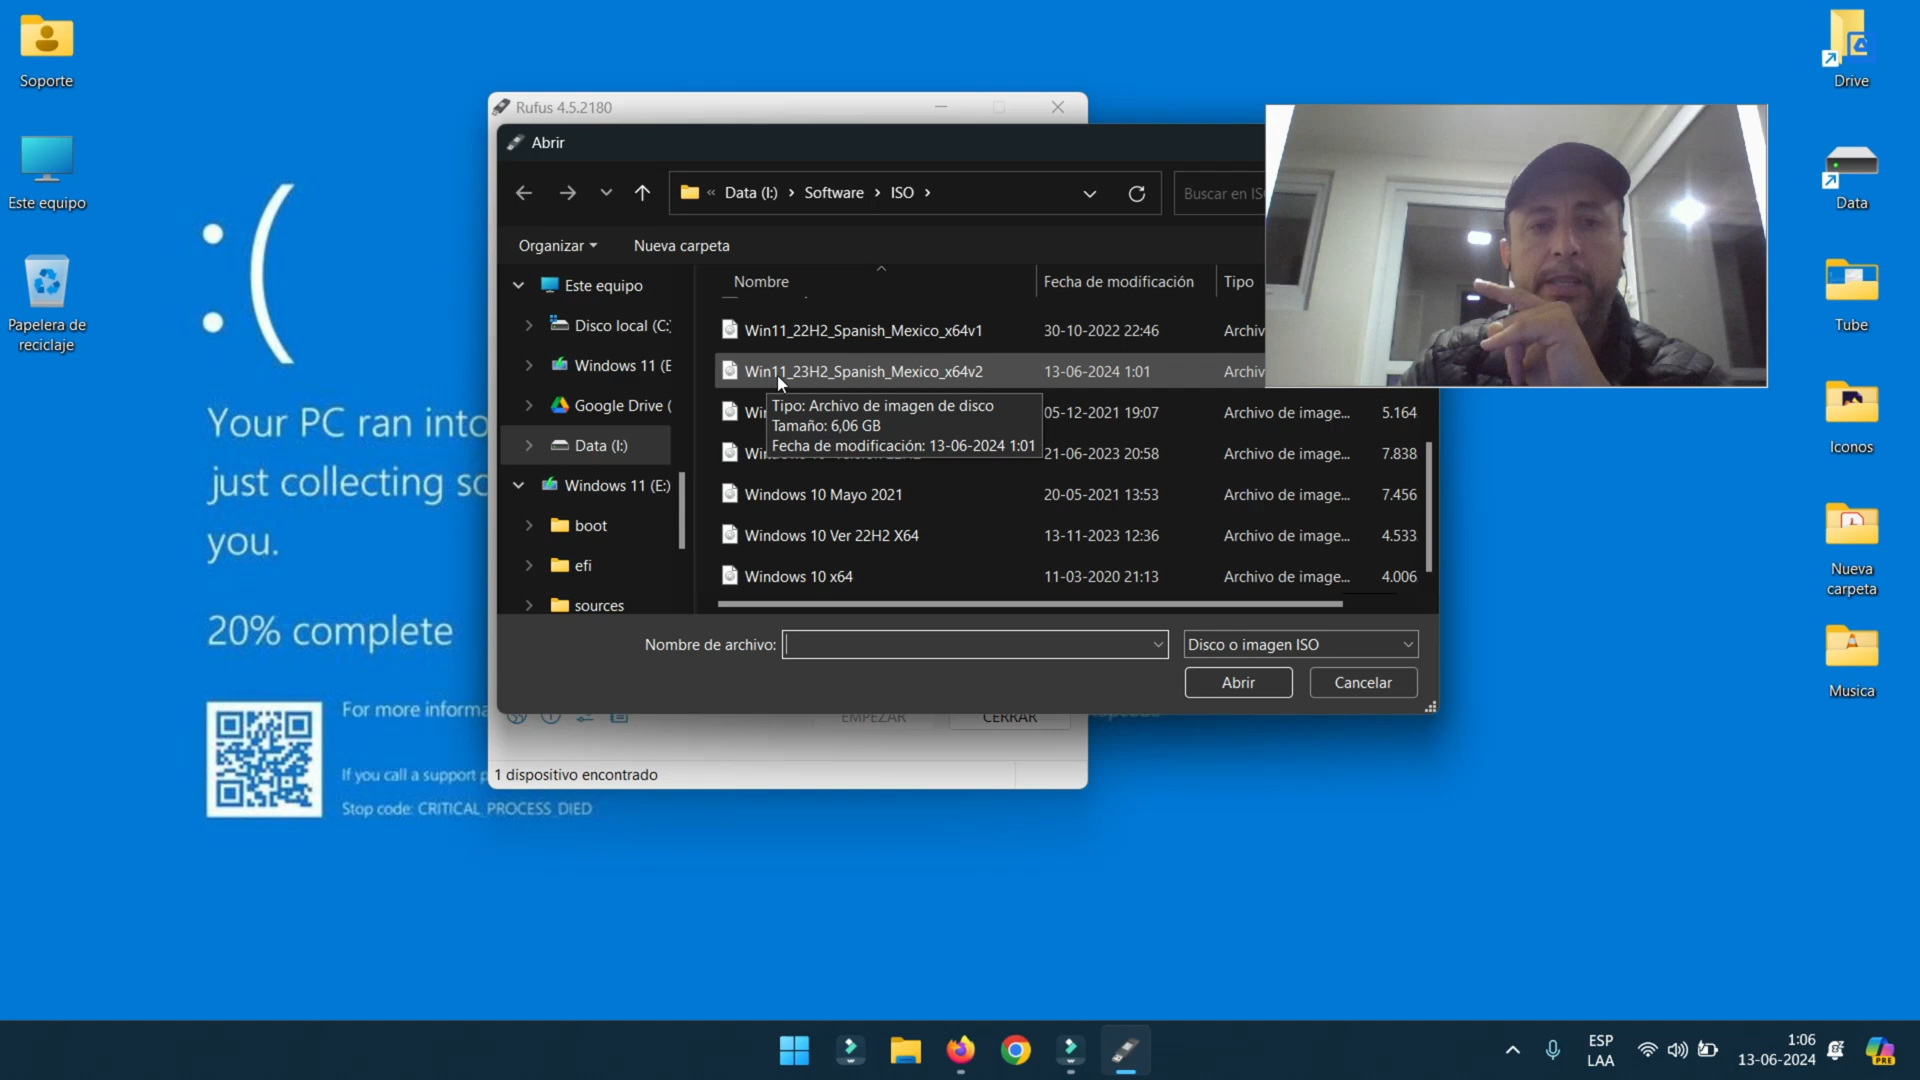 Soporte
Este equipo
Papelera de
reciclaje
Drive
Data
Tube
Iconos
Nueva
carpeta
Musica
Your PC ran into
just collecting
you.
20% complete
For more
If you call a support
Stop code: CRITICAL_PROCESS_DIED
Rufus 4.5.2180
Abrir
« Data (I:) > Software > ISO >
Buscar en
Organizar
Nueva carpeta
Nombre
Fecha de modificación
Tipo
Este equipo
Disco local (C:
Windows 11 (E
Google Drive (
Data (I:)
Windows 11 (E:)
boot
efi
sources
Win11_22H2_Spanish_Mexico_x64v1 30-10-2022 22:46
Win11_23H2_Spanish_Mexico_x64v2 13-06-2024 1:01
05-12-2021 19:07 Archivo de image... 5.164
21-06-2023 20:58 Archivo de image... 7.838
Windows 10 Mayo 2021 20-05-2021 13:53 Archivo de image... 7.456
Windows 10 Ver 22H2 X64 13-11-2023 12:36 Archivo de image... 4.533
Windows 10 x64 11-03-2020 21:13 Archivo de image... 4.006
Tipo: Archivo de imagen de disco
Tamaño: 6,06 GB
Fecha de modificación: 13-06-2024 1:01
Nombre de archivo:
Disco o imagen ISO
Abrir
Cancelar
EMPEZAR
CERRAR
1 dispositivo encontrado
ESP
LAA
1:06
13-06-2024
PRE